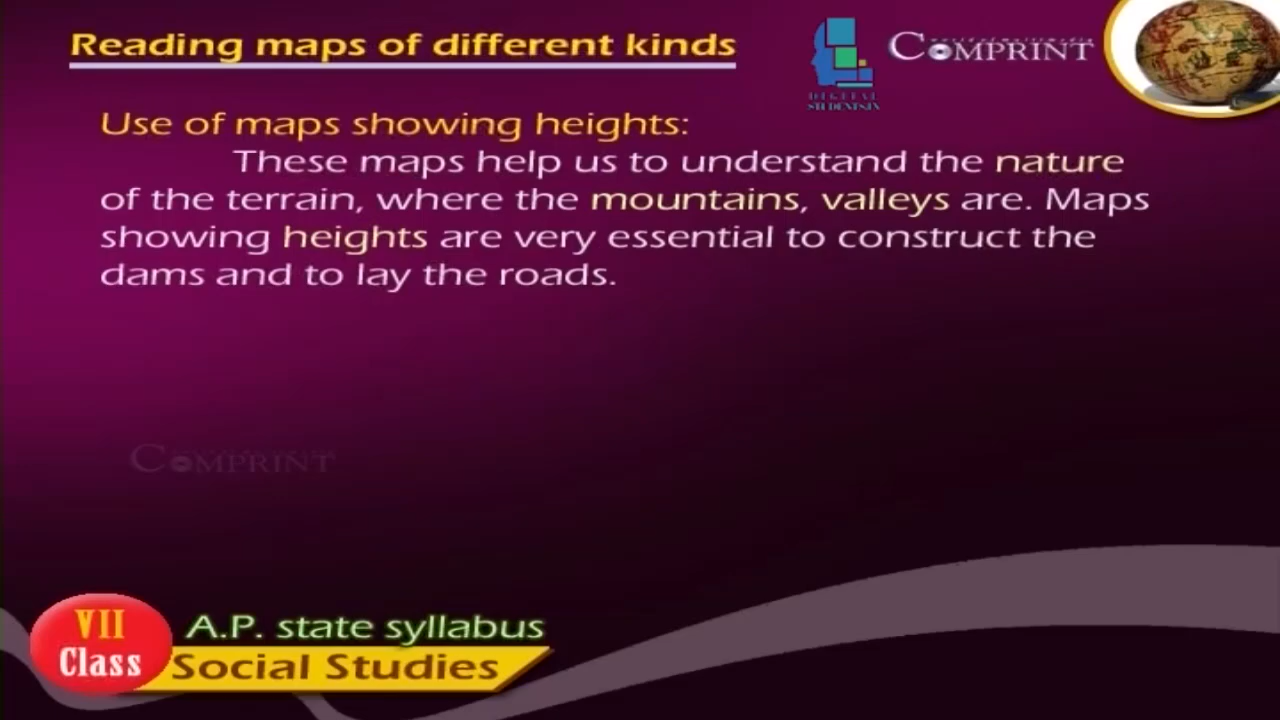 Reading maps of different kinds
COMPRINT
DIGITAL
Use of maps showing heights:
These maps help us to understand the nature
of the terrain, where the mountains, valleys are. Maps
showing heights are very essential to construct the
dams and to lay the roads.
COMPRINT
VII
Class
A.P. state syllabus
Social Studies